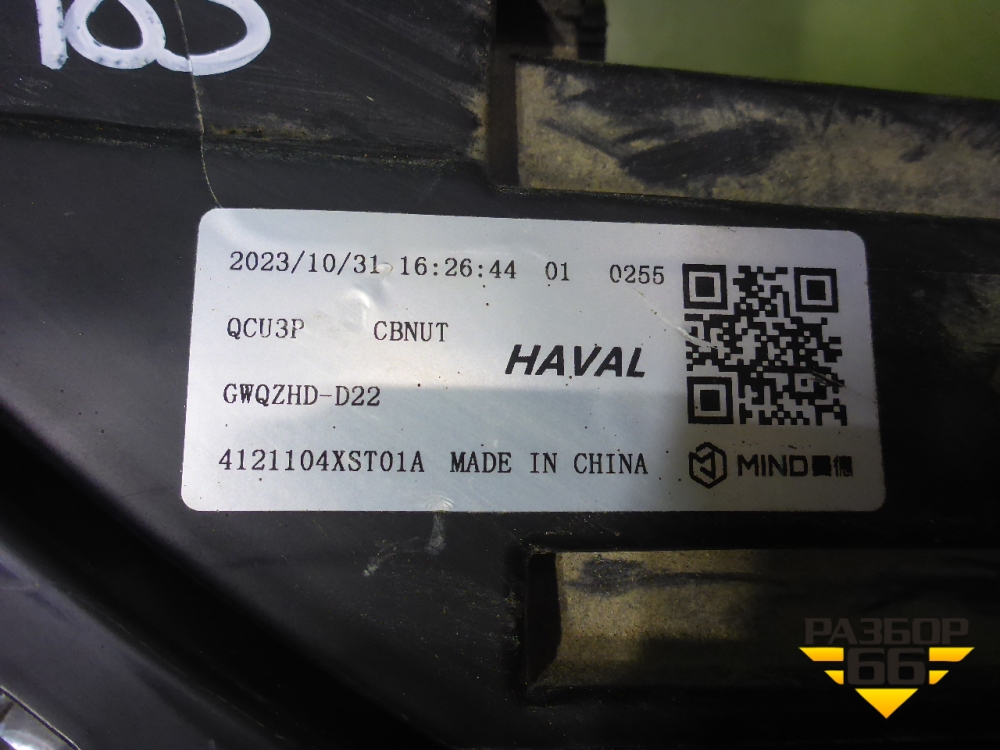 2023/10/31 16:26:44 01 0255
QCU3P CBNUT
HAVAL
GWQZHD-D22
4121104XST01A MADE IN CHINA
MIND
РАЗБОР
66